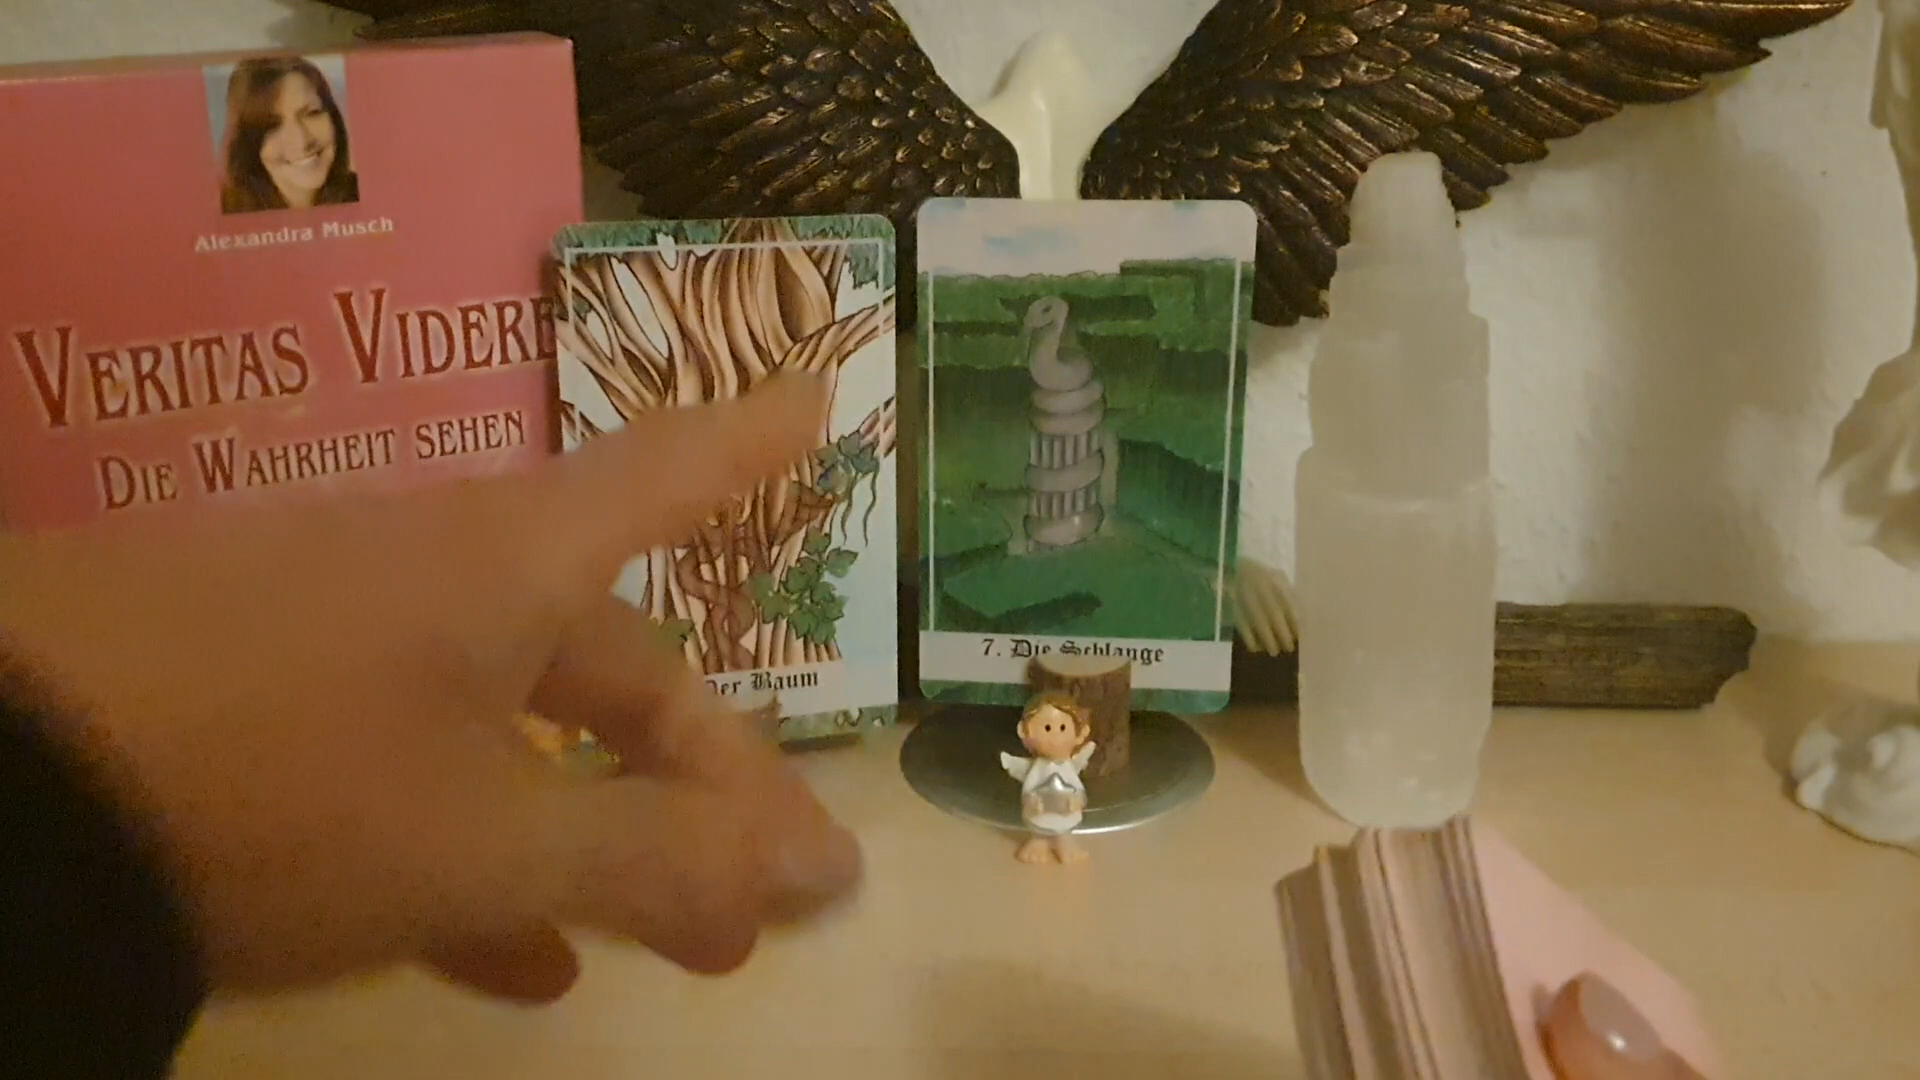 Alexandra Musch
VERITAS VIDERE
DIE WAHRHEIT SEHEN
Der Baum
7. Die Schlange